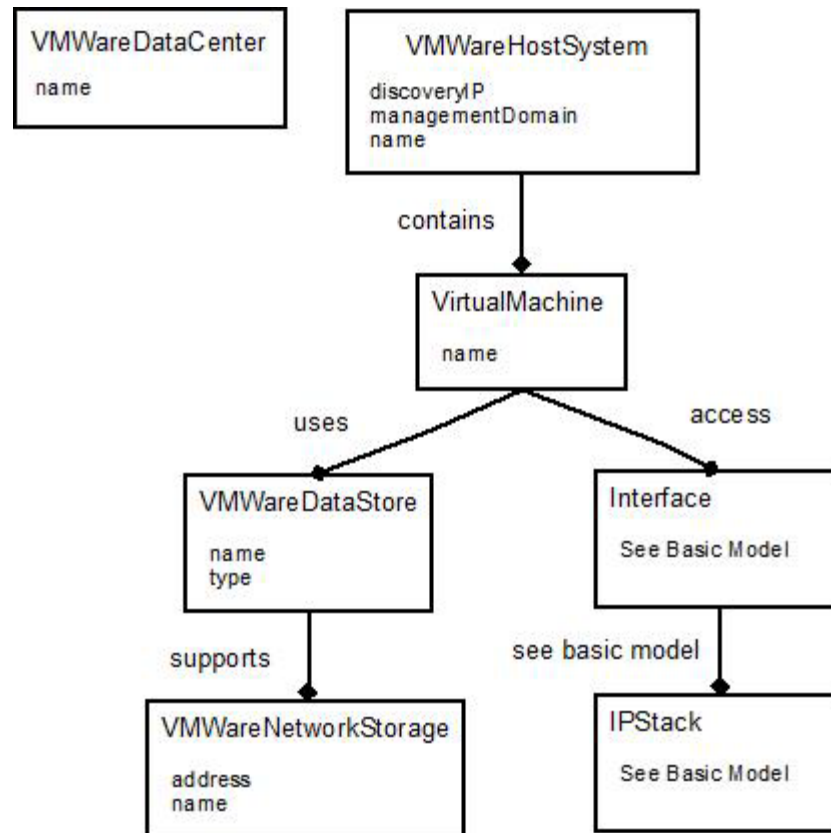 VMWareDataCenter
name
VMWareHostSystem
discoveryIP
managementDomain
name
contains
VirtualMachine
name
uses
access
VMWareDataStore
name
type
Interface
See Basic Model
supports
see basic model
VMWareNetworkStorage
address
name
IPStack
See Basic Model